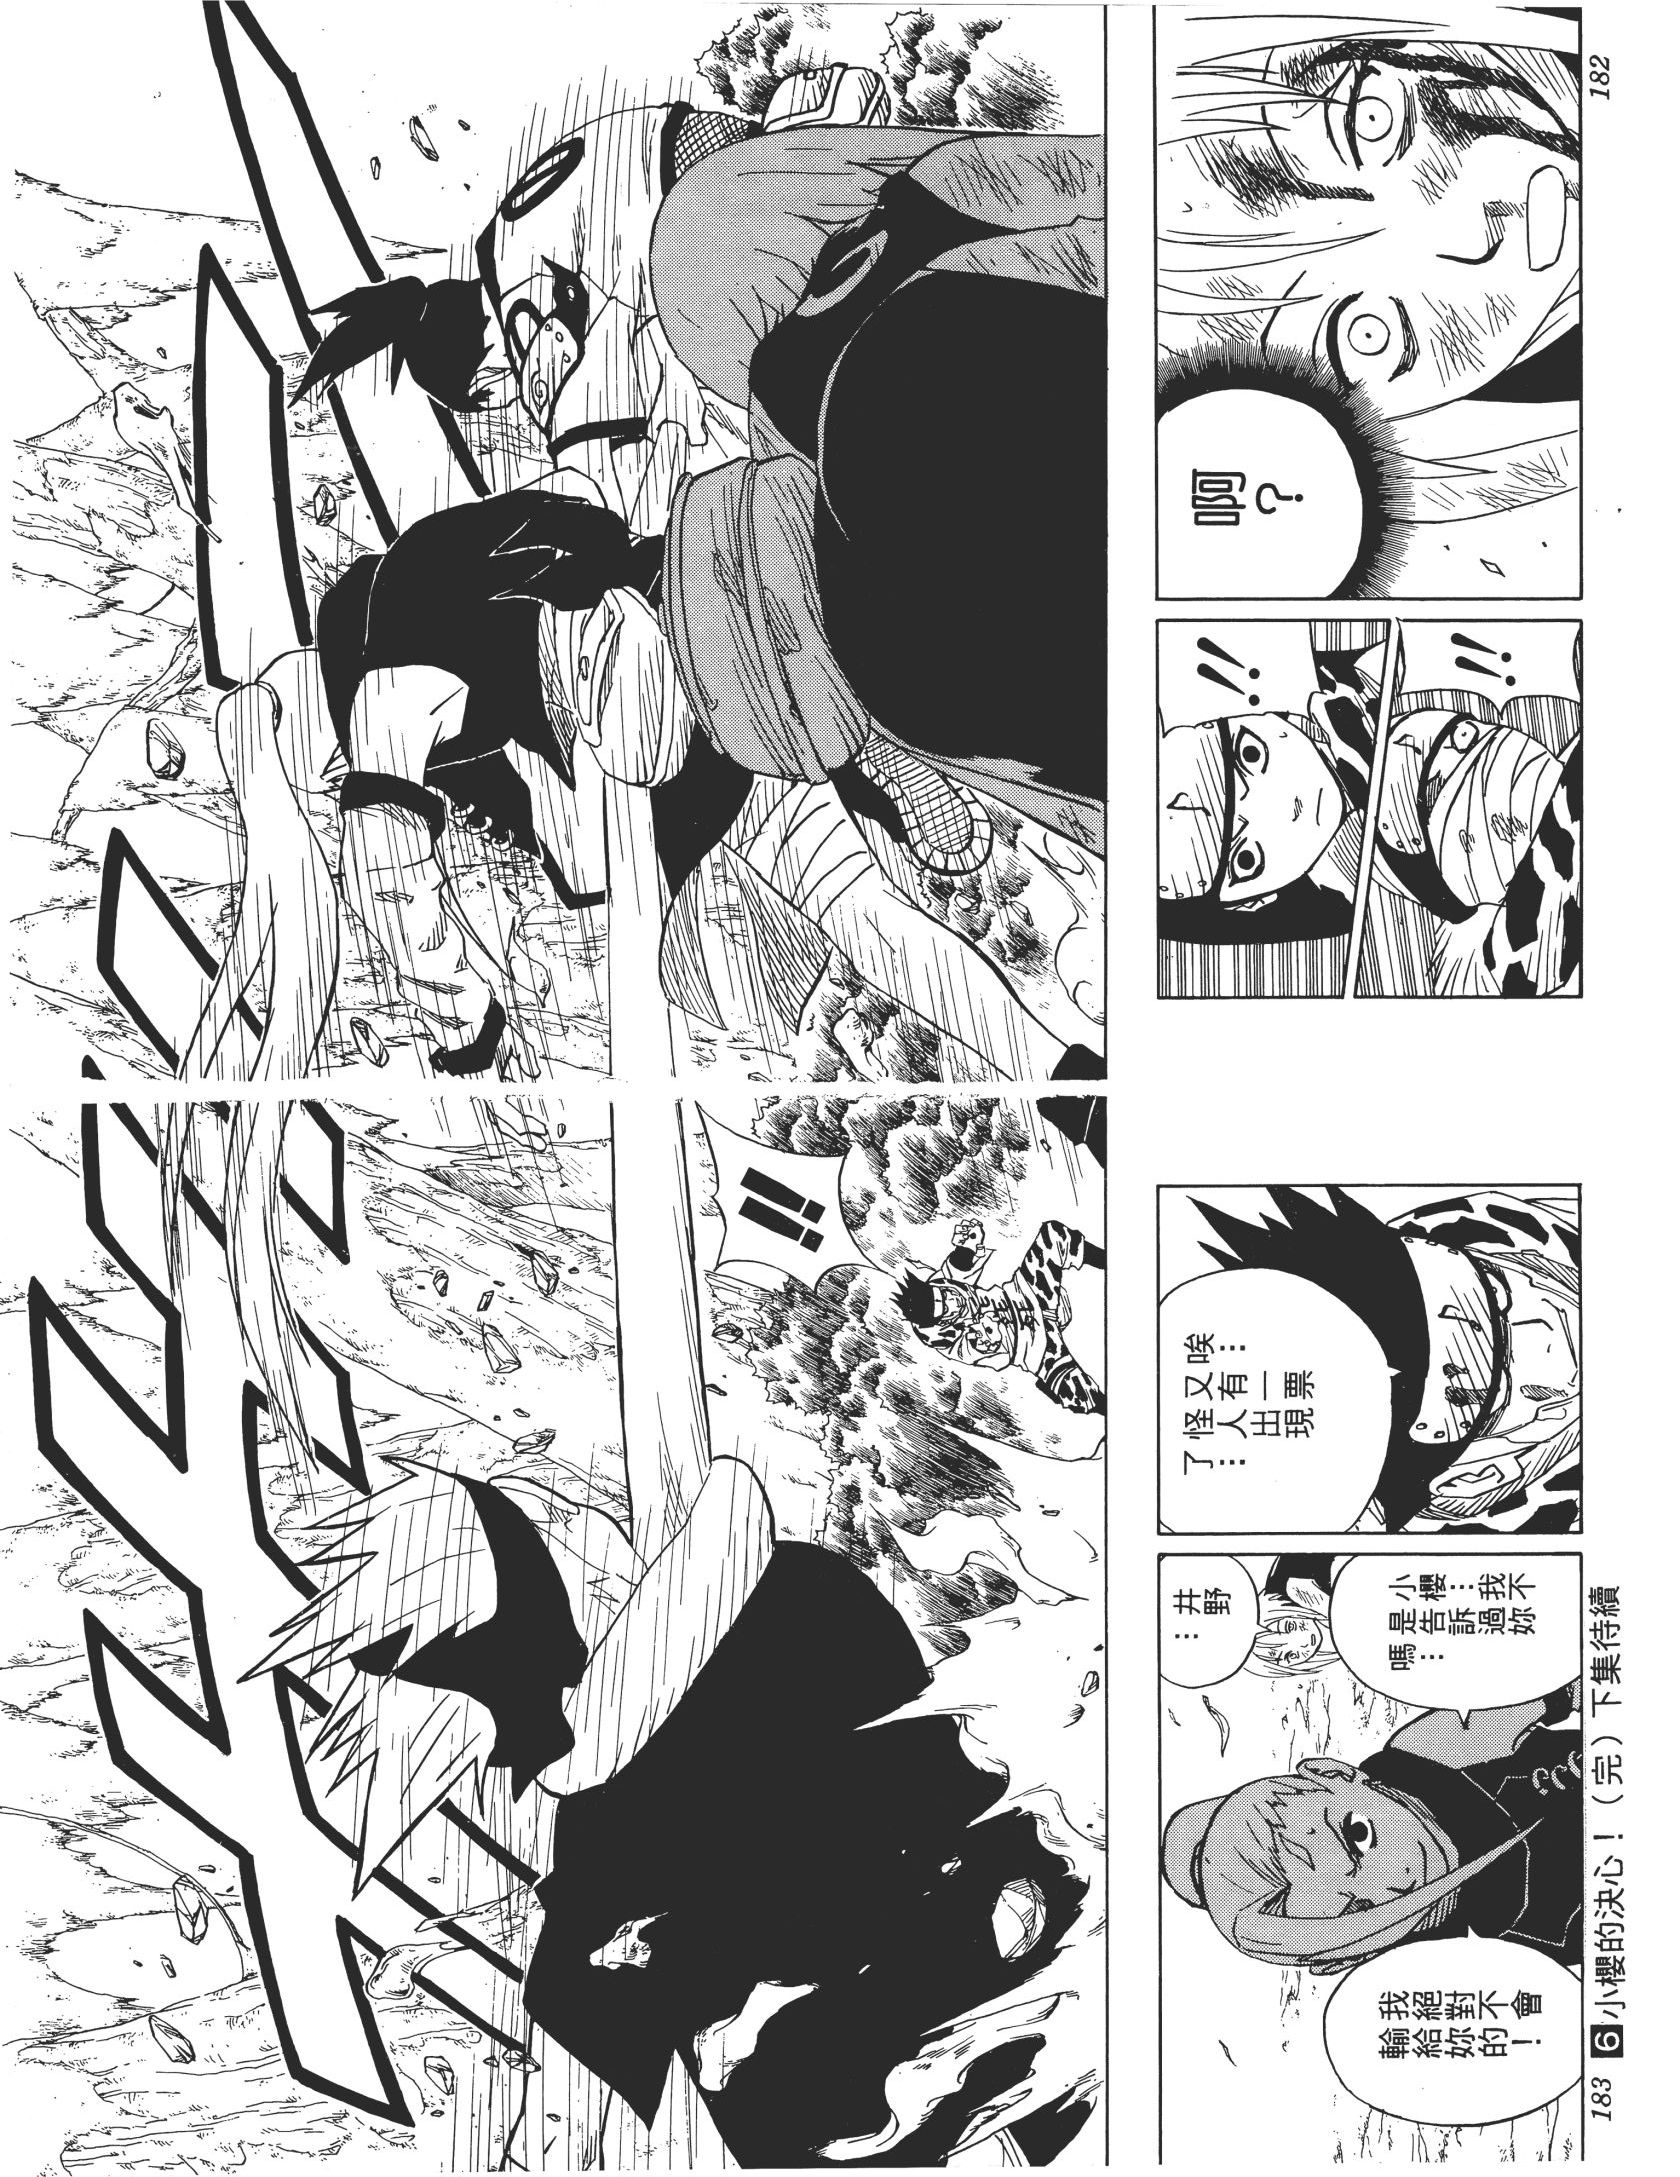 !!
啊？
!!
!!
唉…
又有一票
怪人出現
了…
井野
…
小櫻…我不
是告訴過妳
嗎…
我絕對不會
輸給妳的！
182
183 6 小櫻的決心！（完）下集待續